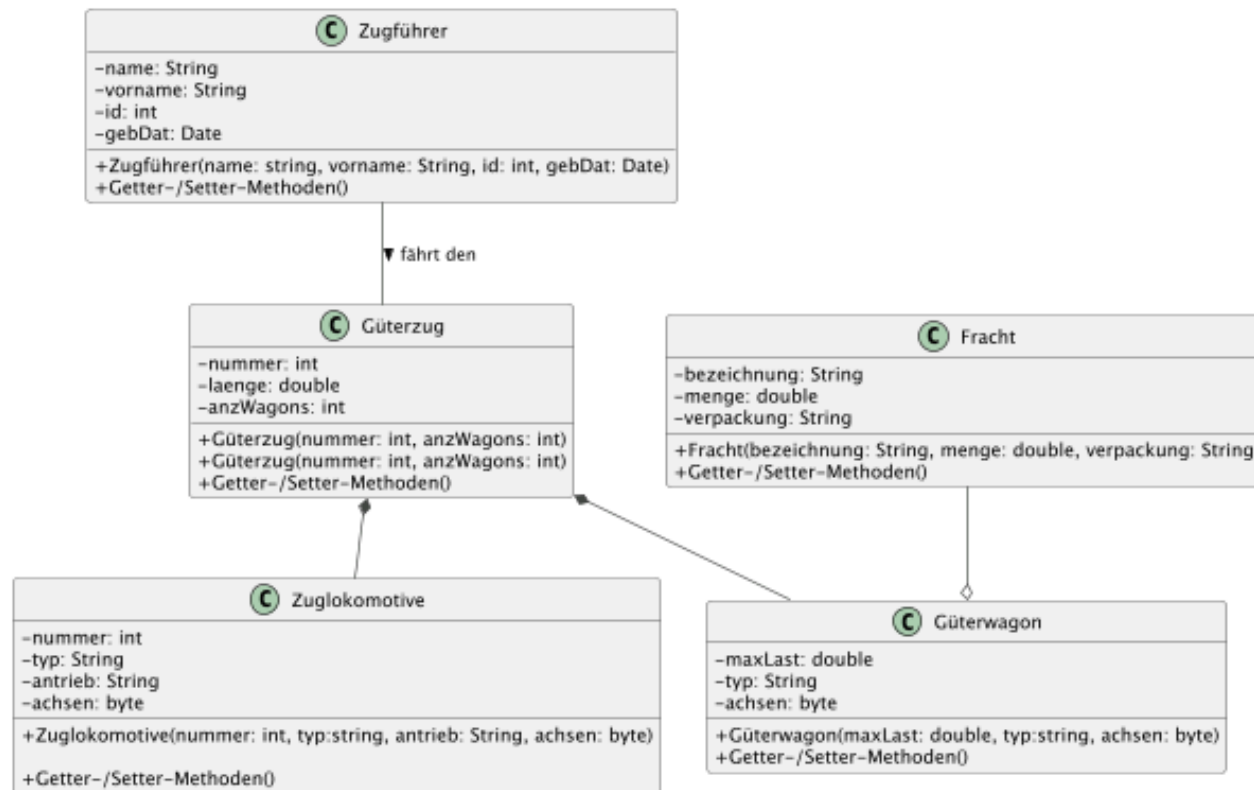 C Zugführer
-name: String
-vorname: String
-id: int
-gebDat: Date
+Zugführer(name: string, vorname: String, id: int, gebDat: Date)
+Getter-/Setter-Methoden()
fährt den
C Güterzug
-nummer: int
-laenge: double
-anzWagons: int
+Güterzug(nummer: int, anzWagons: int)
+Güterzug(nummer: int, anzWagons: int)
+Getter-/Setter-Methoden()
C Fracht
-bezeichnung: String
-menge: double
-verpackung: String
+Fracht(bezeichnung: String, menge: double, verpackung: String
+Getter-/Setter-Methoden()
C Zuglokomotive
-nummer: int
-typ: String
-antrieb: String
-achsen: byte
+Zuglokomotive(nummer: int, typ:string, antrieb: String, achsen: byte)
+Getter-/Setter-Methoden()
C Güterwagon
-maxLast: double
-typ: String
-achsen: byte
+Güterwagon(maxLast: double, typ:string, achsen: byte)
+Getter-/Setter-Methoden()